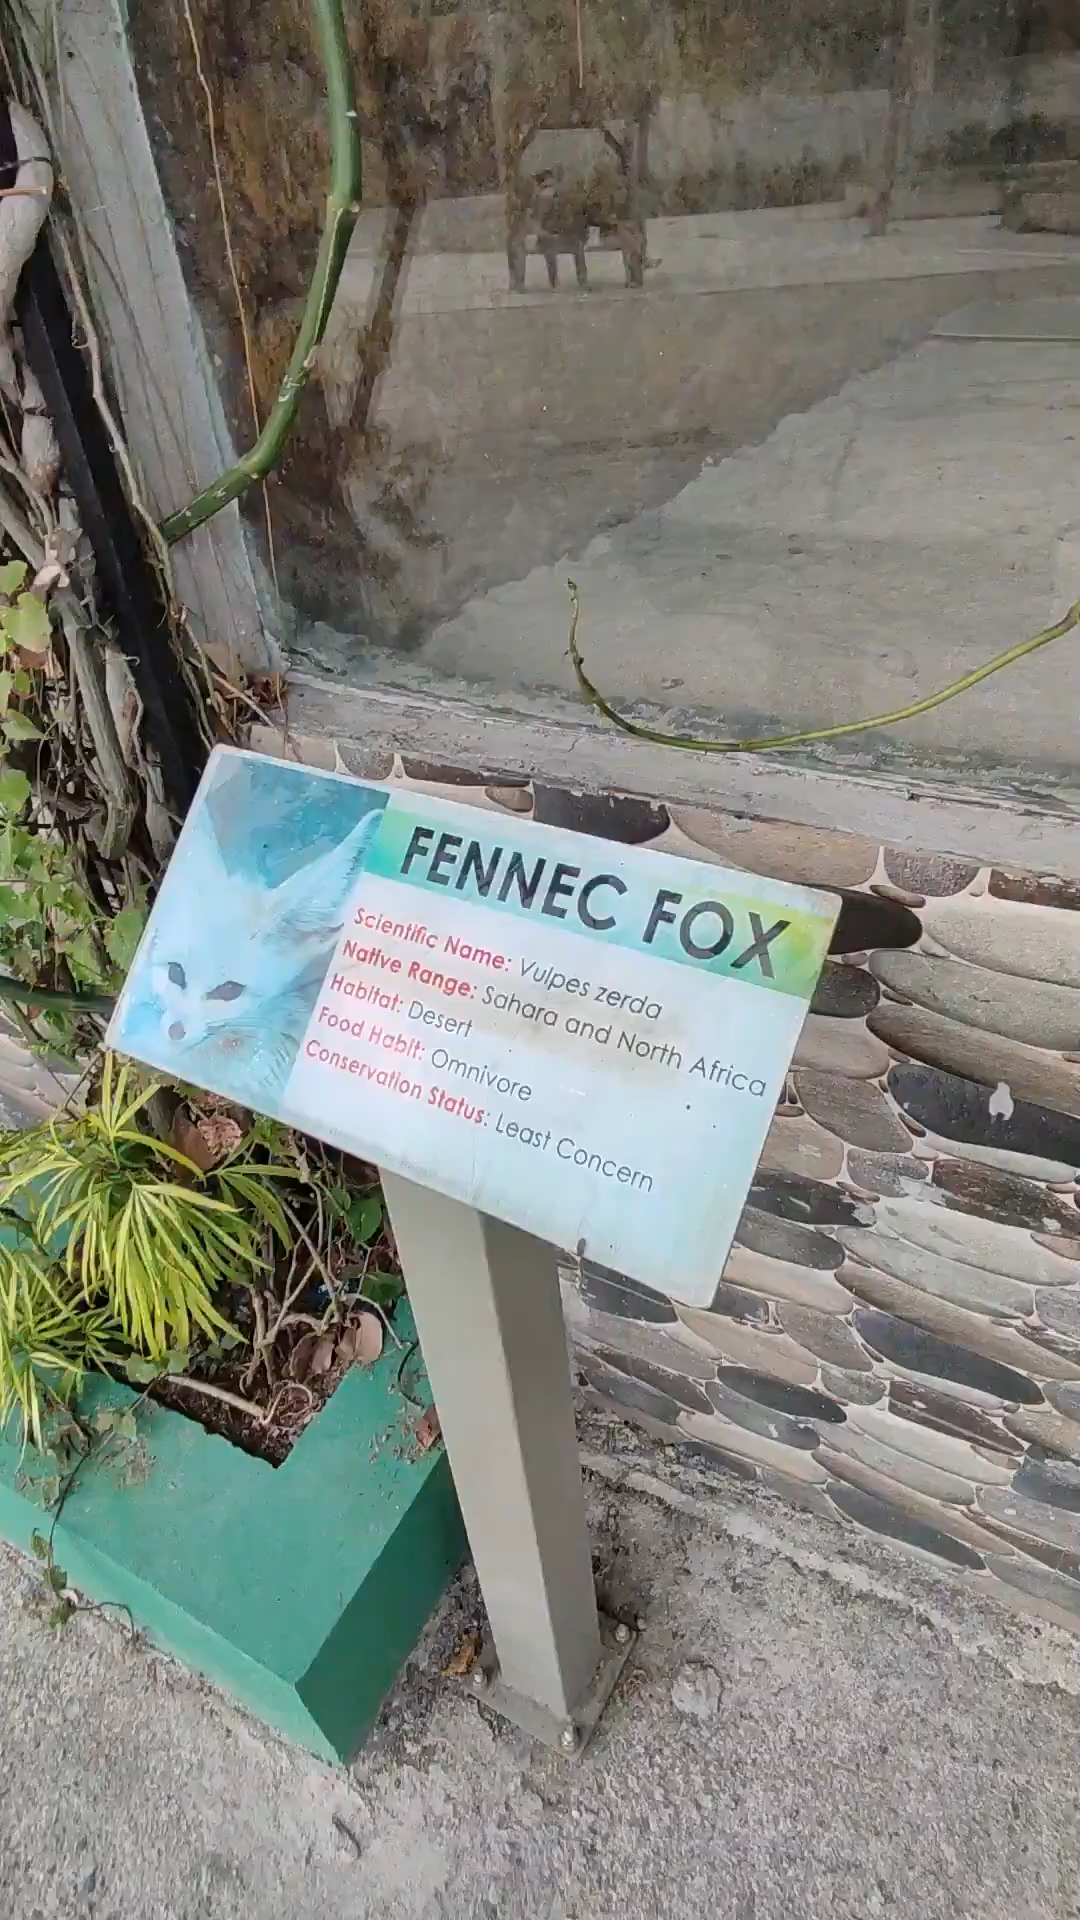 FENNEC FOX
Scientific Name: Vulpes zerda
Native Range: Sahara and North Africa
Habitat: Desert
Food Habit: Omnivore
Conservation Status: Least Concern